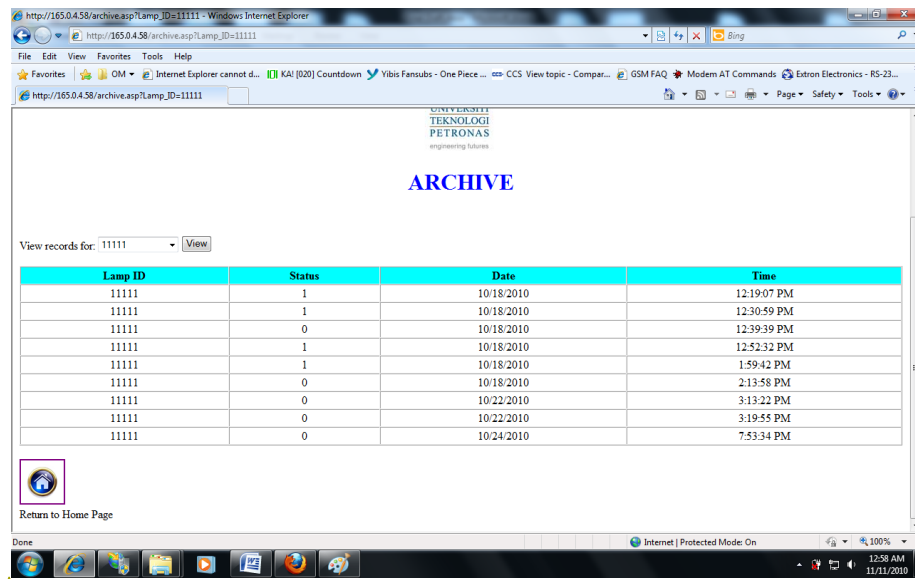 http://165.0.4.58/archive.asp?Lamp_ID=11111 - Windows Internet Explorer
http://165.0.4.58/archive.asp?Lamp_ID=11111
Bing
File Edit View Favorites Tools Help
Favorites OM Internet Explorer cannot d... KA! [020] Countdown Yibis Fansubs - One Piece ... CCS View topic - Compar... GSM FAQ Modem AT Commands Extron Electronics - RS-23...
http://165.0.4.58/archive.asp?Lamp_ID=11111 Page Safety Tools
UNIVERSITI
TEKNOLOGI
PETRONAS
engineering futures
ARCHIVE
View records for: 11111 View
Lamp ID Status Date Time
11111 1 10/18/2010 12:19:07 PM
11111 1 10/18/2010 12:30:59 PM
11111 0 10/18/2010 12:39:39 PM
11111 1 10/18/2010 12:52:32 PM
11111 1 10/18/2010 1:59:42 PM
11111 0 10/18/2010 2:13:58 PM
11111 0 10/22/2010 3:13:22 PM
11111 0 10/22/2010 3:19:55 PM
11111 0 10/24/2010 7:53:34 PM
Return to Home Page
Done Internet | Protected Mode: On 100%
12:58 AM
11/11/2010